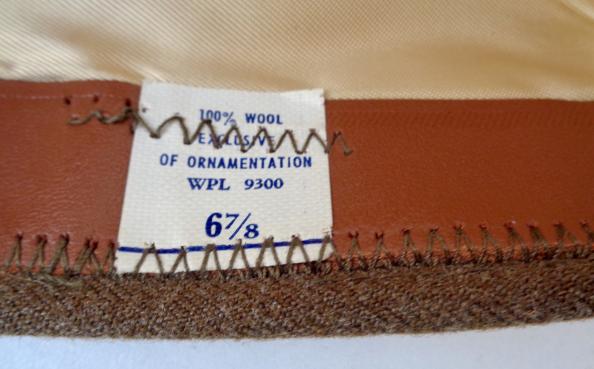 100% WOOL
EXCLUSIVE
OF ORNAMENTATION
WPL 9300
6⅞